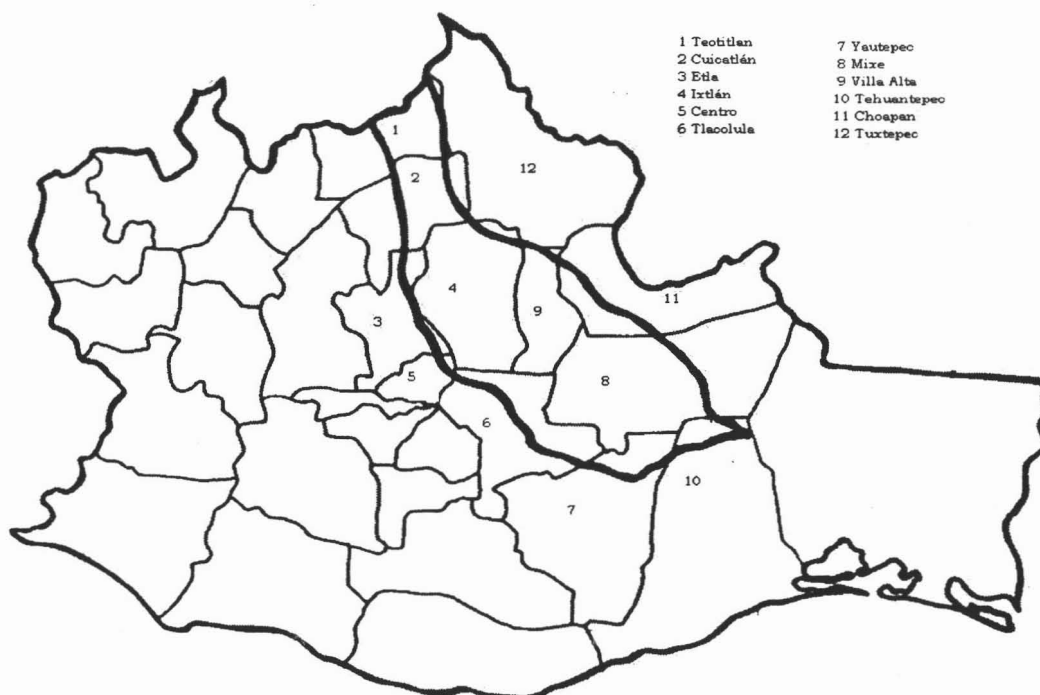 1 Teotitlan
2 Cuicatlán
3 Etla
4 Ixtlán
5 Centro
6 Tlacolula
7 Yautepec
8 Mixe
9 Villa Alta
10 Tehuantepec
11 Choapan
12 Tuxtepec
1
2
12
4
11
3
9
5
8
6
10
7